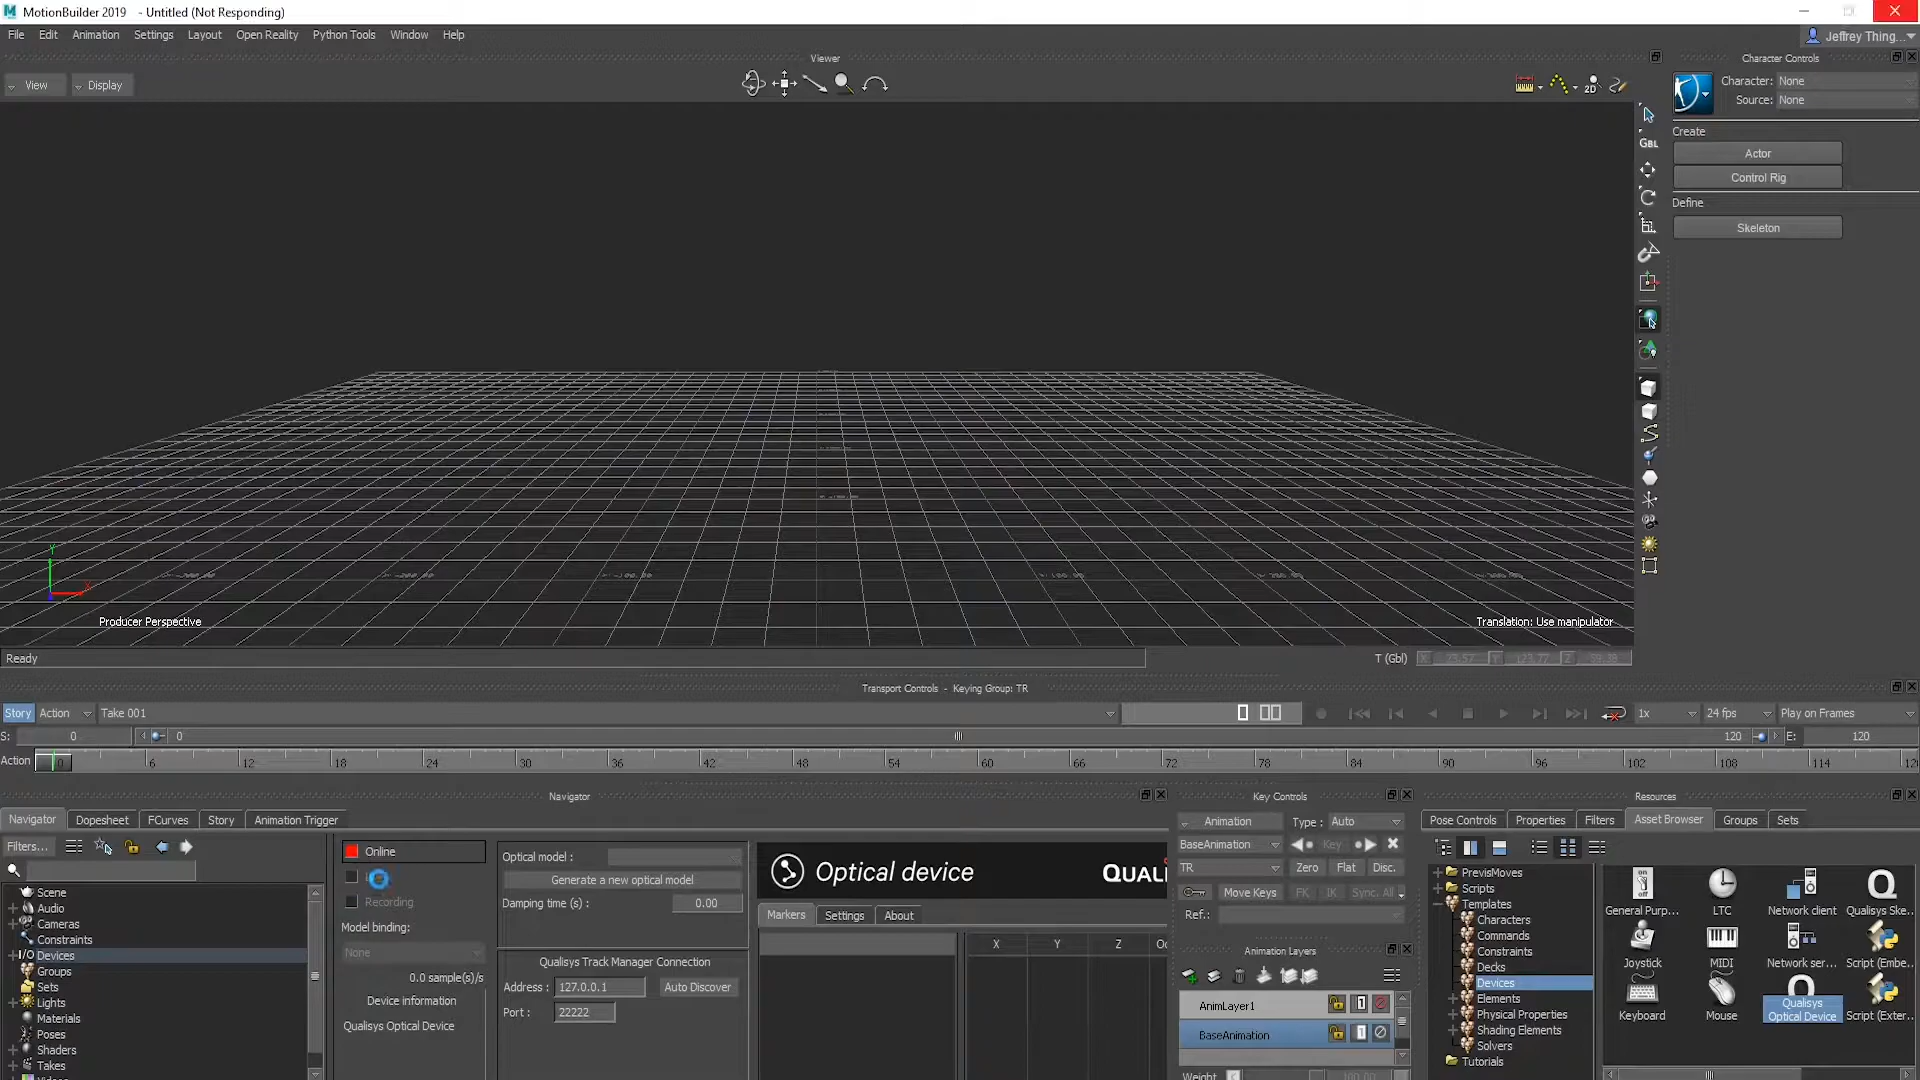 MotionBuilder 2019 - Untitled (Not Responding)
File Edit Animation Settings Layout Open Reality Python Tools Window Help
Jeffrey Thing...
Viewer
Character Controls
View Display
2D
Character: None
Source: None
GBL
Create
Actor
Control Rig
Define
Skeleton
Y
X
Producer Perspective
Translation: Use manipulator
Ready
T (Gbl) X Y Z
Transport Controls - Keying Group: TR
Story Action Take 001
1x 24 fps Play on Frames
S: 0 0 120 E: 120
Action 0 6 12 18 24 30 36 42 48 54 60 66 72 78 84 90 96 102 108 114
Navigator
Key Controls
Resources
Navigator Dopesheet FCurves Story Animation Trigger
Animation Type : Auto
Pose Controls Properties Filters Asset Browser Groups Sets
Filters...
Online
Recording
Model binding:
None
0.0 sample(s)/s
Device information
Qualisys Optical Device
Optical model :
Generate a new optical model
Damping time (s) : 0.00
Qualisys Track Manager Connection
Address : 127.0.0.1 Auto Discover
Port : 22222
Optical device
QUALI
Markers Settings About
X Y Z
BaseAnimation Key
TR Zero Flat Disc.
Move Keys FK IK Sync. All
Ref.:
Animation Layers
AnimLayer1 1
BaseAnimation 1
Weight
Scene
Audio
Cameras
Constraints
I/O Devices
Groups
Sets
Lights
Materials
Poses
Shaders
Takes
PrevisMoves
Scripts
Templates
Characters
Commands
Constraints
Decks
Devices
Elements
Physical Properties
Shading Elements
Solvers
Tutorials
General Purp...
LTC
Network client
Qualisys Ske...
Joystick
MIDI
Network ser...
Script (Embe...
Keyboard
Mouse
Qualisys Optical Device
Script (Exter...